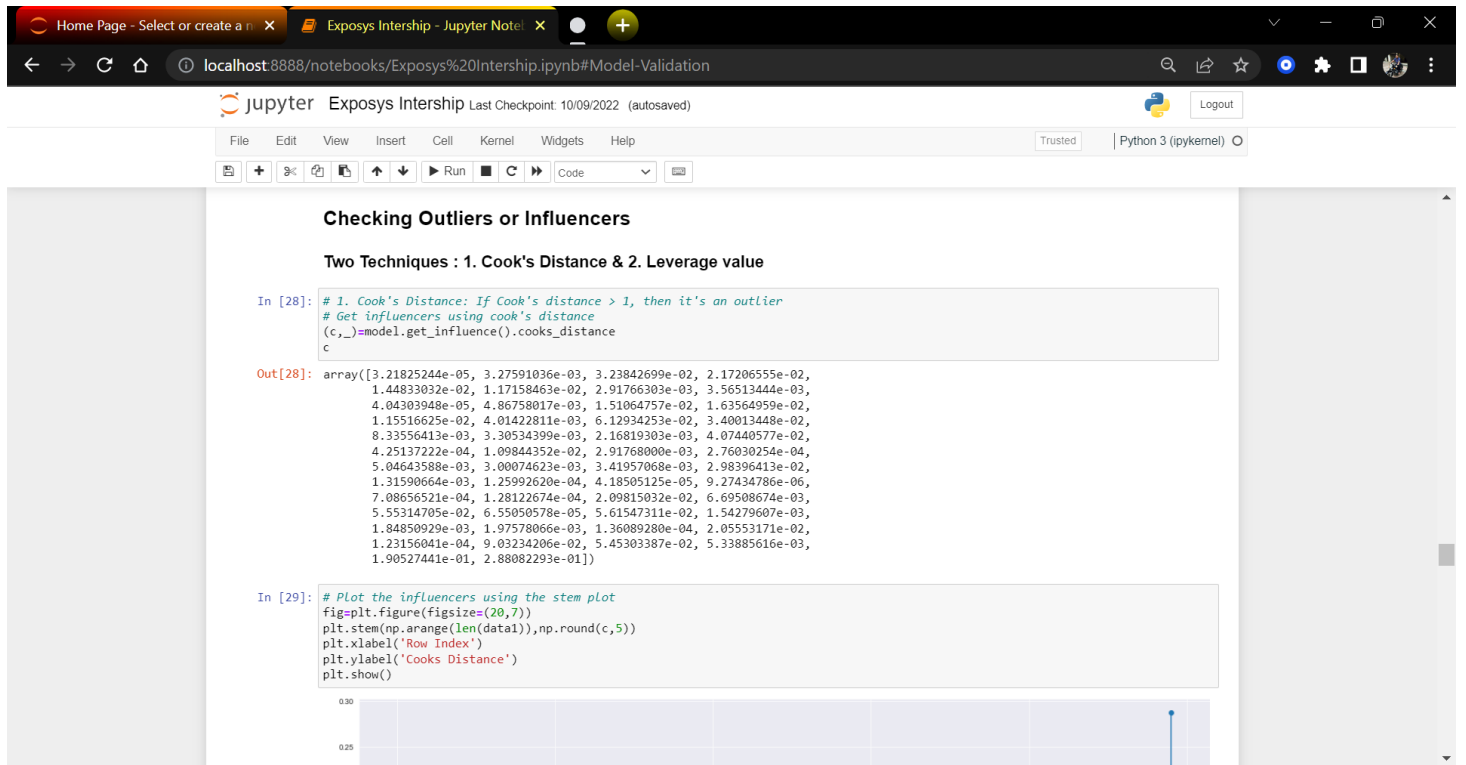 Home Page - Select or create a n
Exposys Intership - Jupyter Noteb
localhost:8888/notebooks/Exposys%20Intership.ipynb#Model-Validation
jupyter Exposys Intership Last Checkpoint: 10/09/2022 (autosaved)
Logout
File Edit View Insert Cell Kernel Widgets Help
Trusted
Python 3 (ipykernel)
Run
Code
Checking Outliers or Influencers
Two Techniques : 1. Cook's Distance & 2. Leverage value
In [28]: # 1. Cook's Distance: If Cook's distance > 1, then it's an outlier
# Get influencers using cook's distance
(c,_)=model.get_influence().cooks_distance
c
Out[28]: array([3.21825244e-05, 3.27591036e-03, 3.23842699e-02, 2.17206555e-02,
1.44833032e-02, 1.17158463e-02, 2.91766303e-03, 3.56513444e-03,
4.04303948e-05, 4.86758017e-03, 1.51064757e-02, 1.63564959e-02,
1.15516625e-02, 4.01422811e-03, 6.12934253e-02, 3.40013448e-02,
8.33556413e-03, 3.30534399e-03, 2.16819303e-03, 4.07440577e-02,
4.25137222e-04, 1.09844352e-02, 2.91768000e-03, 2.76030254e-04,
5.04643588e-03, 3.00074623e-03, 3.41957068e-03, 2.98396413e-02,
1.31590664e-03, 1.25992620e-04, 4.18505125e-05, 9.27434786e-06,
7.08656521e-04, 1.28122674e-04, 2.09815032e-02, 6.69508674e-03,
5.55314705e-02, 6.55050578e-05, 5.61547311e-02, 1.54279607e-03,
1.84850929e-03, 1.97578066e-03, 1.36089280e-04, 2.05553171e-02,
1.23156041e-04, 9.03234206e-02, 5.45303387e-02, 5.33885616e-03,
1.90527441e-01, 2.88082293e-01])
In [29]: # Plot the influencers using the stem plot
fig=plt.figure(figsize=(20,7))
plt.stem(np.arange(len(data1)),np.round(c,5))
plt.xlabel('Row Index')
plt.ylabel('Cooks Distance')
plt.show()
0.30
0.25